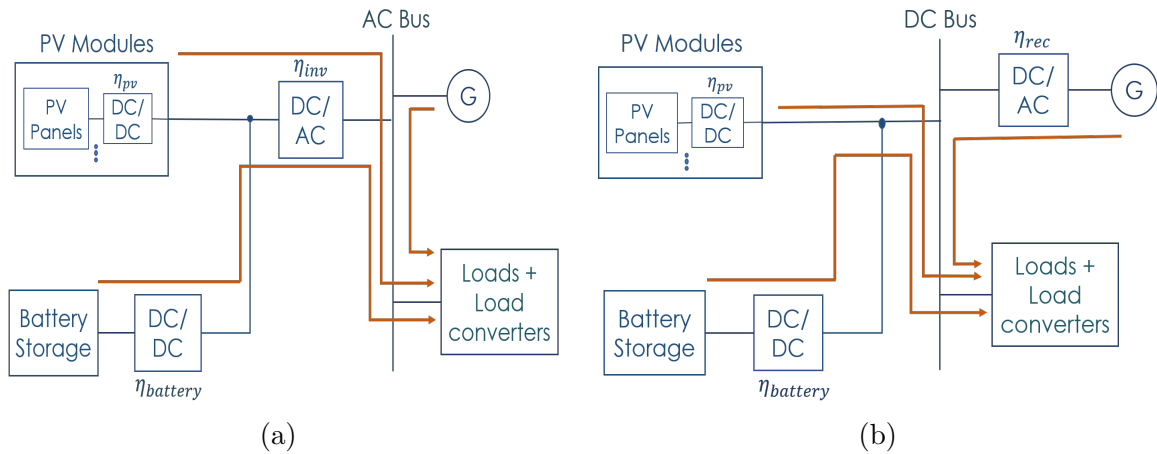 AC Bus
PV Modules
η_pv
PV
Panels
DC/
DC
η_inv
DC/
AC
G
Battery
Storage
DC/
DC
η_battery
Loads +
Load
converters
(a)
DC Bus
PV Modules
η_pv
PV
Panels
DC/
DC
η_rec
DC/
AC
G
Battery
Storage
DC/
DC
η_battery
Loads +
Load
converters
(b)